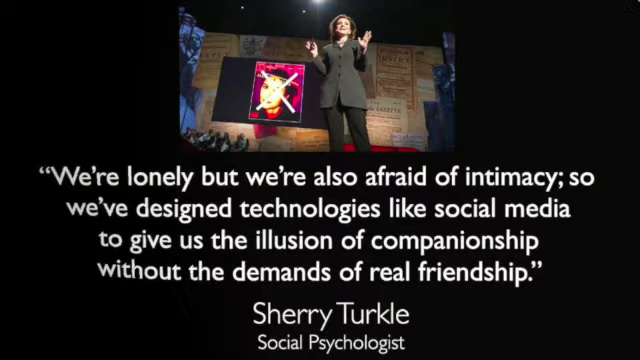 “We’re lonely but we’re also afraid of intimacy; so
we’ve designed technologies like social media
to give us the illusion of companionship
without the demands of real friendship.”
Sherry Turkle
Social Psychologist